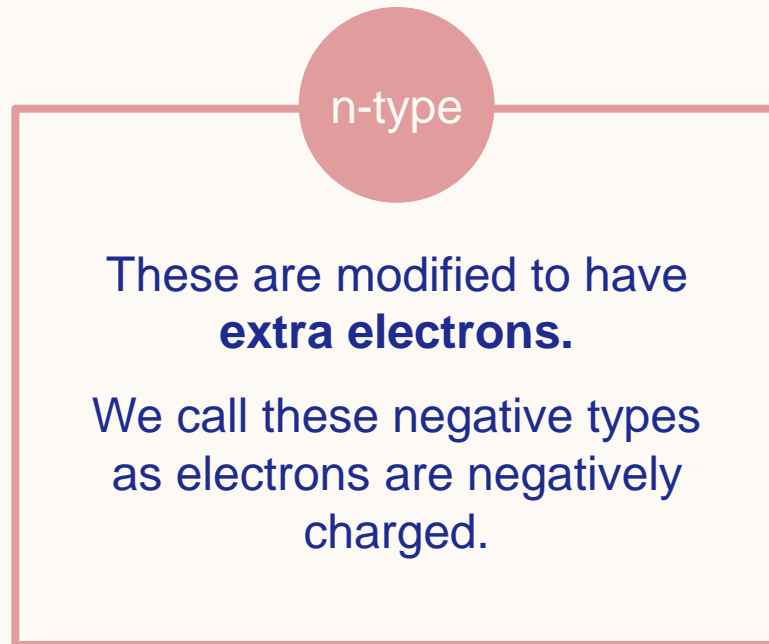 n-type
These are modified to have
extra electrons.
We call these negative types
as electrons are negatively
charged.